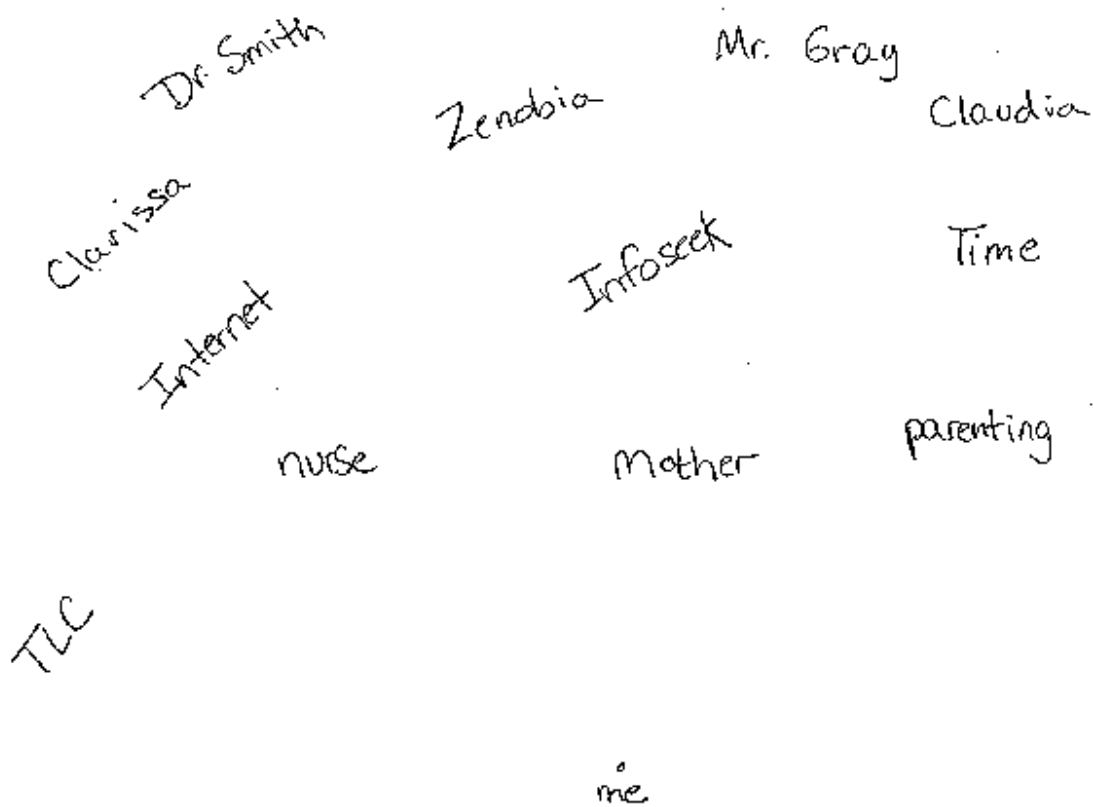 Dr. Smith
Mr. Gray
Zenobia
Claudia
Clarissa
Infoseek
Time
Internet
nurse
Mother
parenting
TLC
me